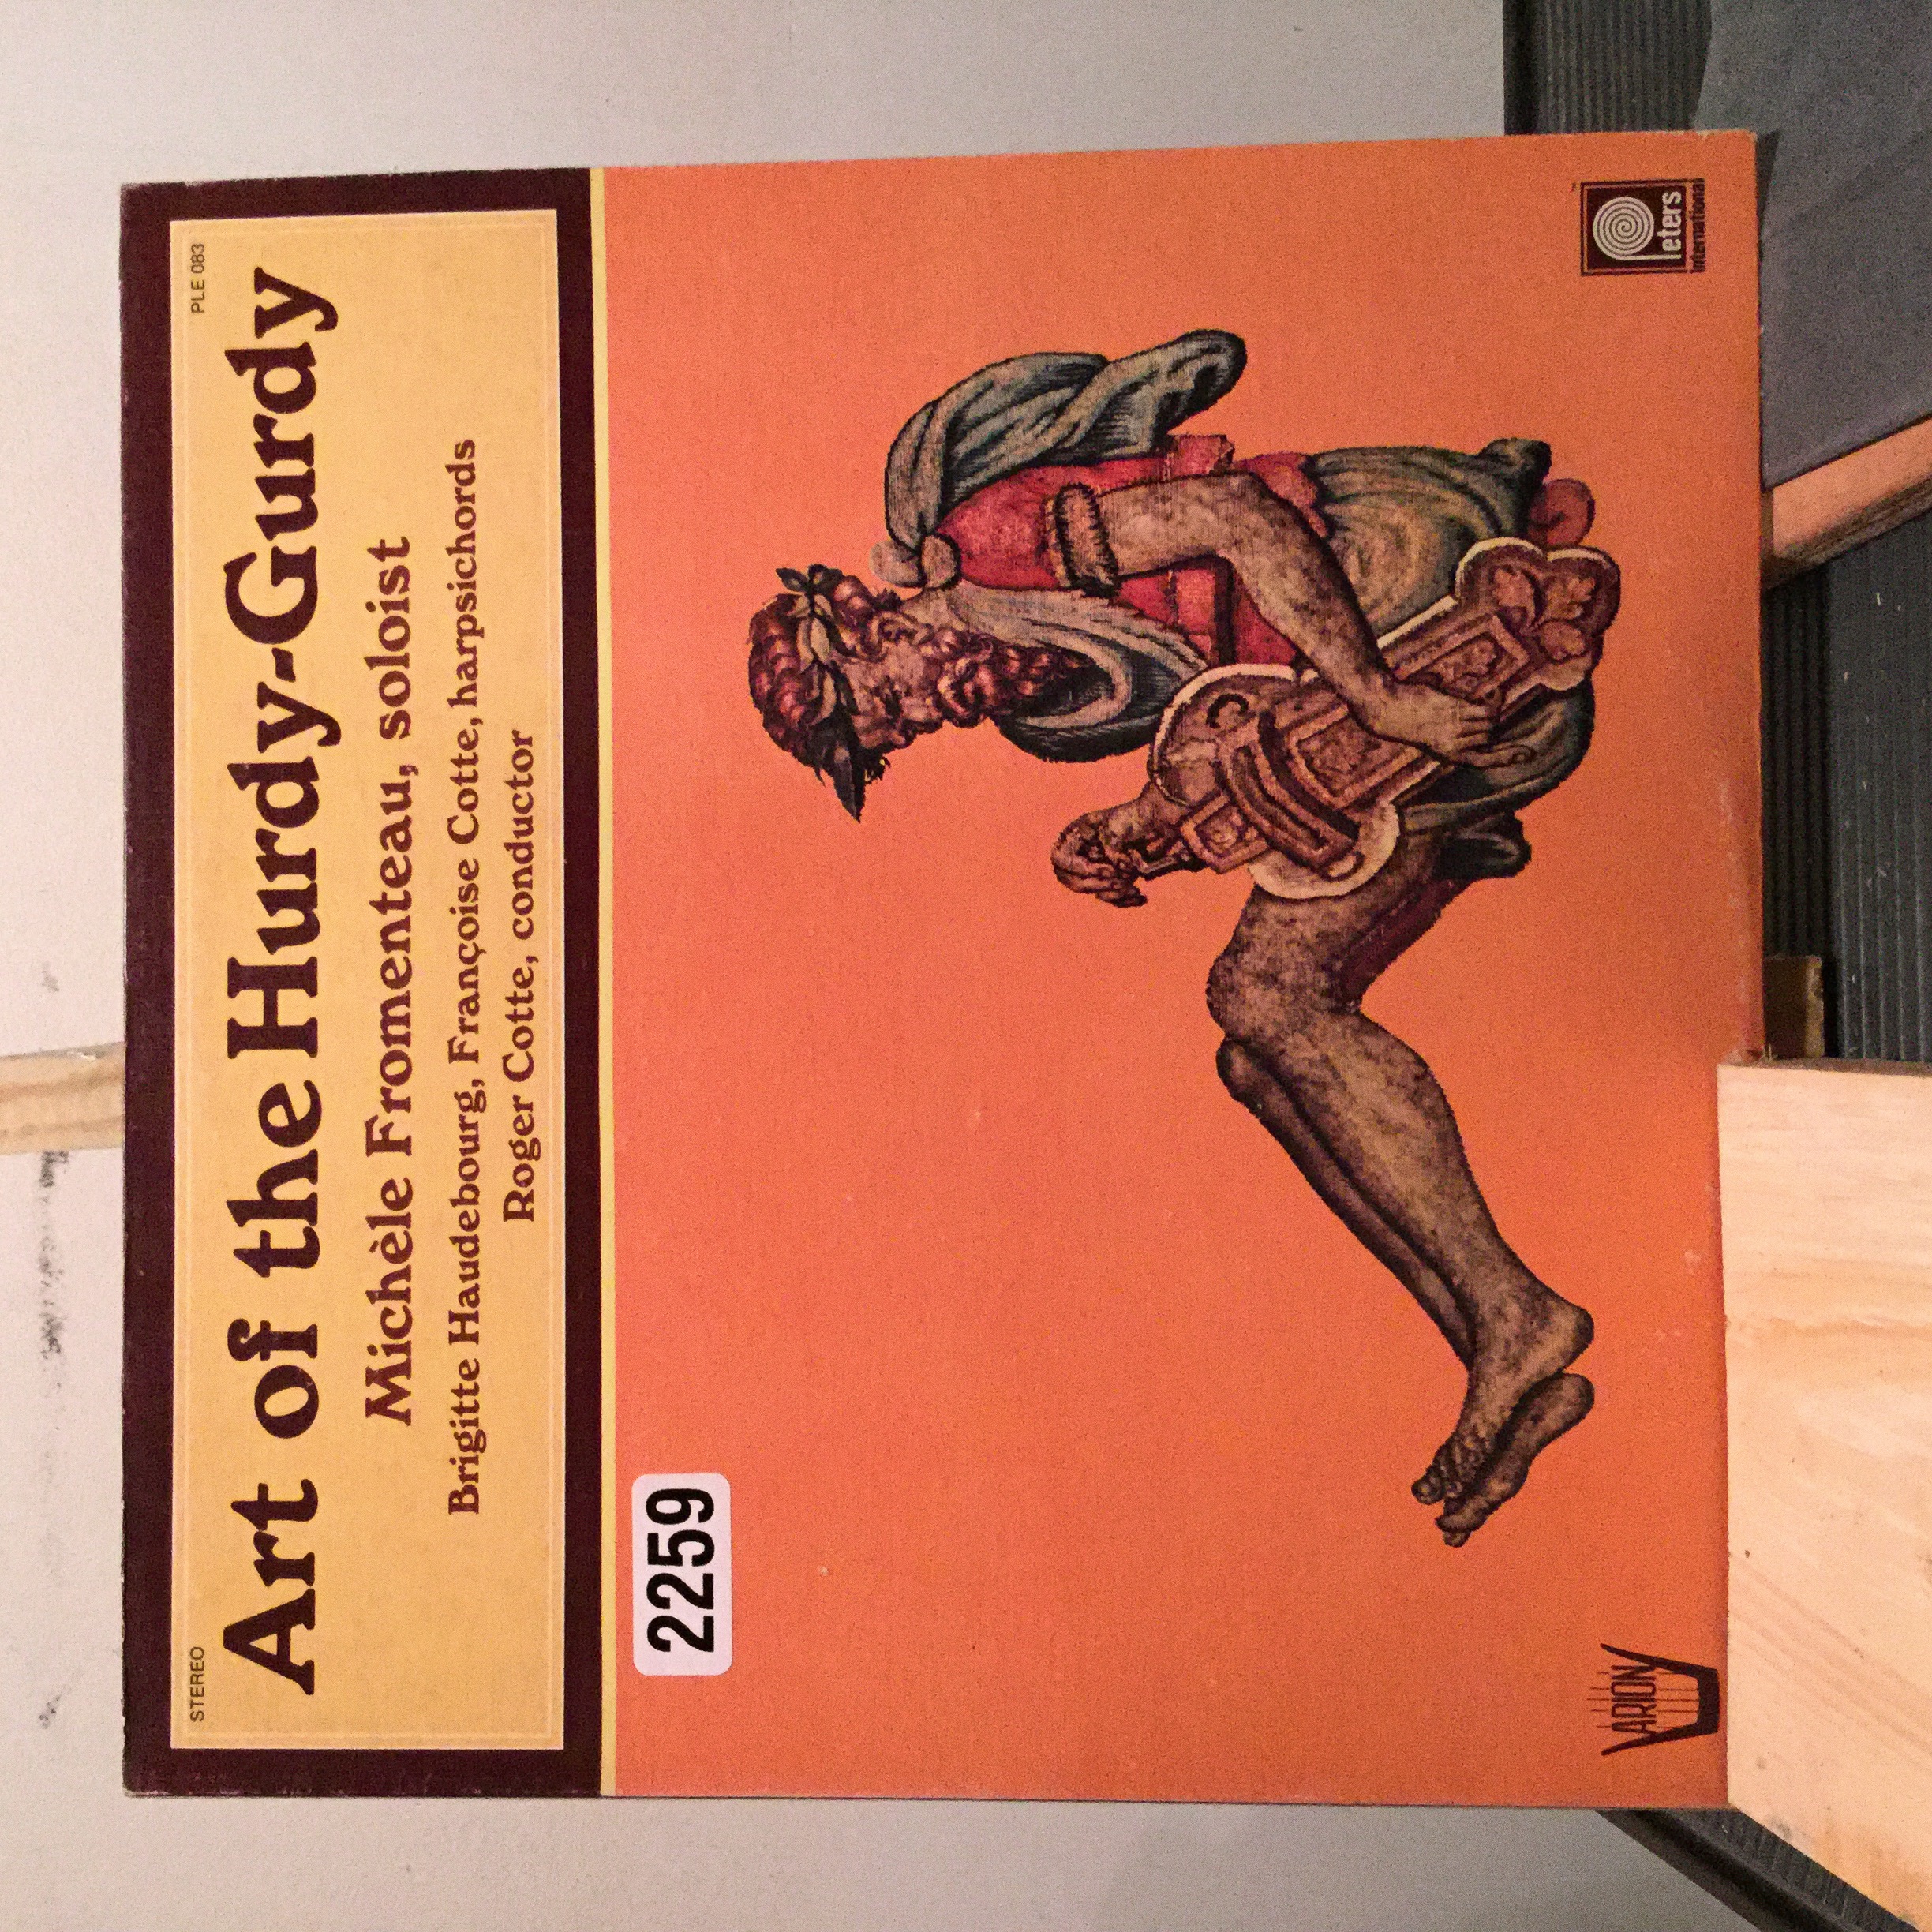 STEREO
PLE 083
Art of the Hurdy-Gurdy
Michèle Fromenteau, soloist
Brigitte Haudebourg, Françoise Cotte, harpsichords
Roger Cotte, conductor
2259
ARION
Peters
International